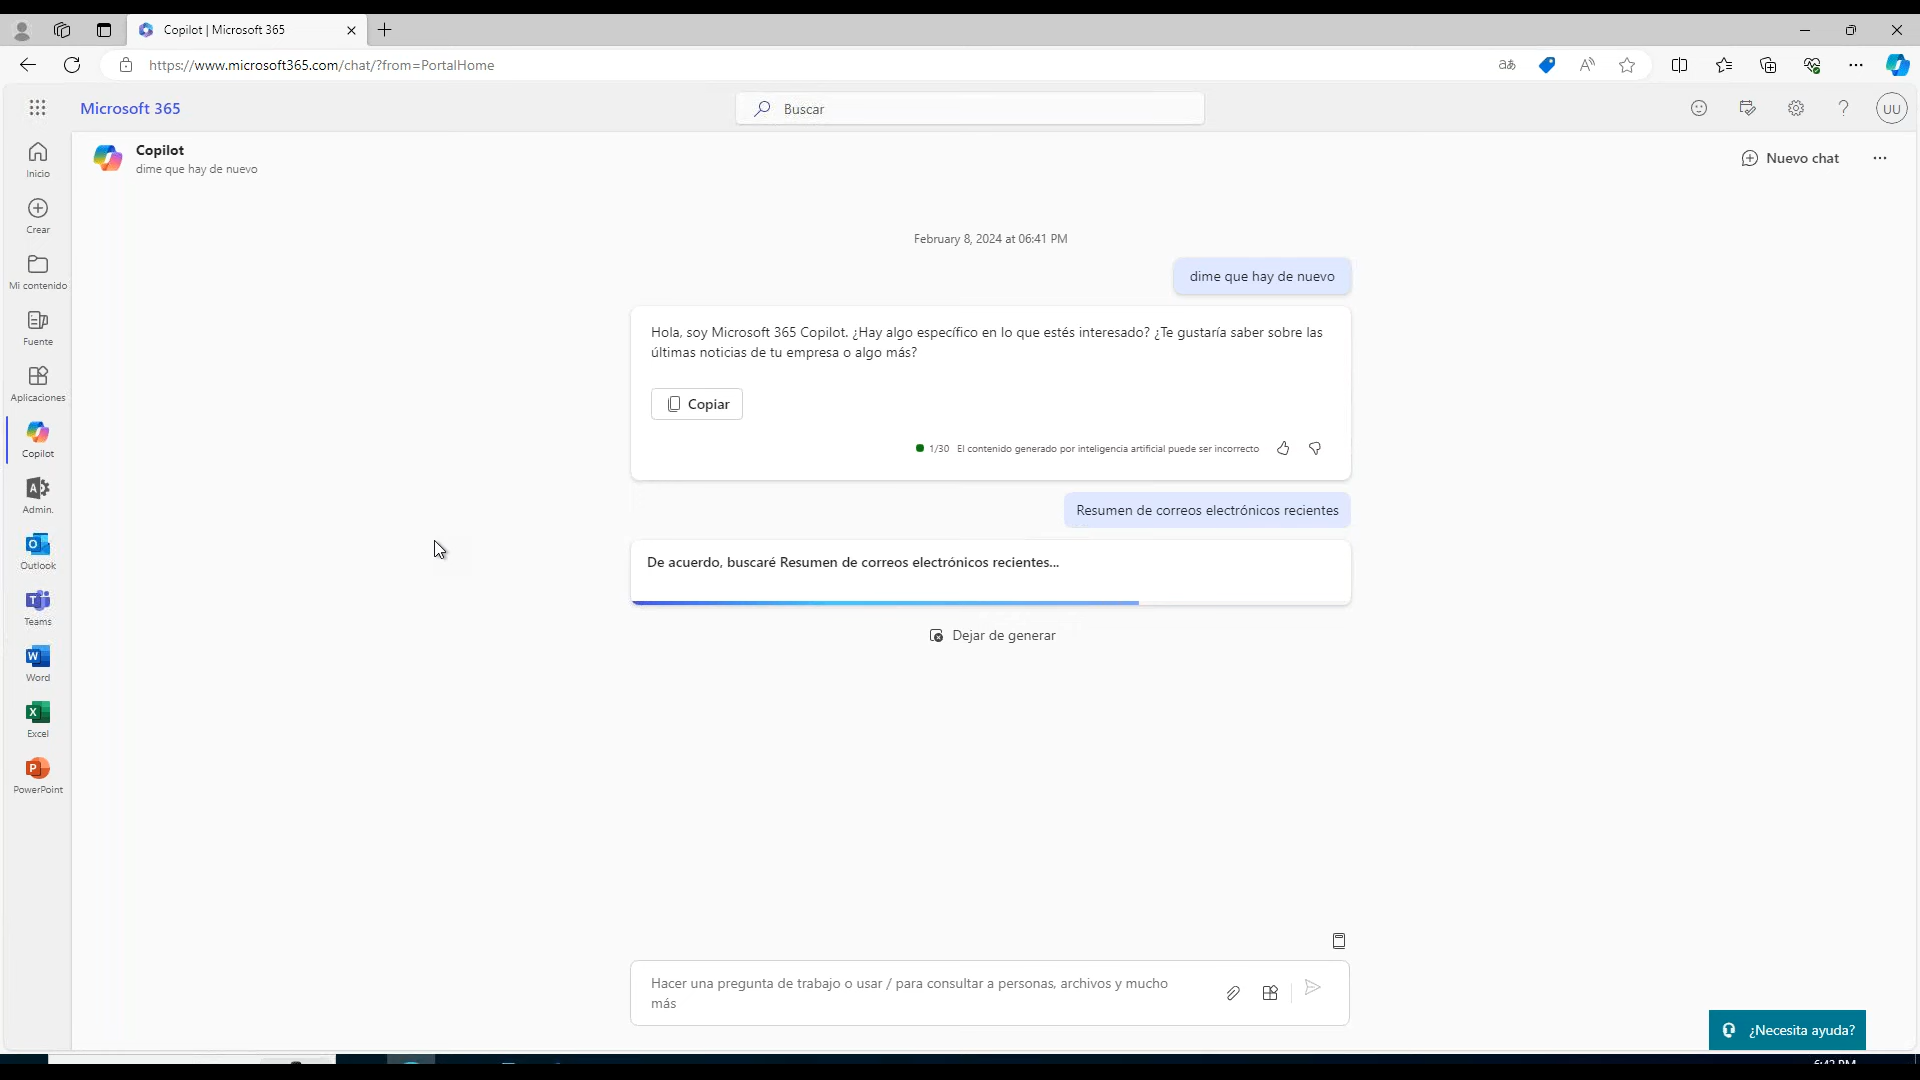 Copilot | Microsoft 365
https://www.microsoft365.com/chat/?from=PortalHome
aあ
Microsoft 365
Buscar
UU
Inicio
Crear
Mi contenido
Fuente
Aplicaciones
Copilot
Admin.
Outlook
Teams
Word
Excel
PowerPoint
Copilot
dime que hay de nuevo
Nuevo chat
February 8, 2024 at 06:41 PM
dime que hay de nuevo
Hola, soy Microsoft 365 Copilot. ¿Hay algo específico en lo que estés interesado? ¿Te gustaría saber sobre las
últimas noticias de tu empresa o algo más?
Copiar
1/30 El contenido generado por inteligencia artificial puede ser incorrecto
Resumen de correos electrónicos recientes
De acuerdo, buscaré Resumen de correos electrónicos recientes...
Dejar de generar
Hacer una pregunta de trabajo o usar / para consultar a personas, archivos y mucho
más
¿Necesita ayuda?